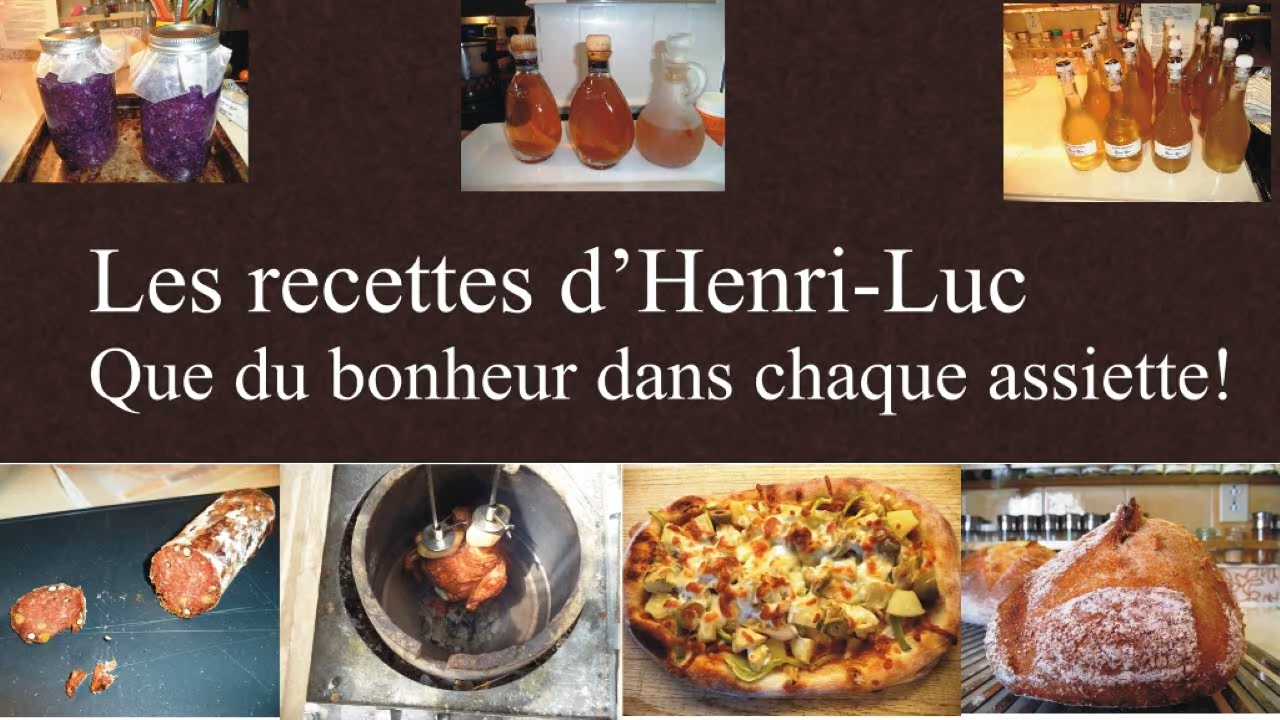 Les recettes d’Henri-Luc
Que du bonheur dans chaque assiette!